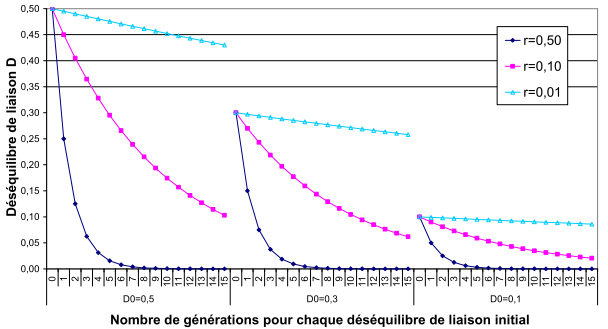 Déséquilibre de liaison D
0,50
0,45
0,40
0,35
0,30
0,25
0,20
0,15
0,10
0,05
0,00
r=0,50
r=0,10
r=0,01
0 1 2 3 4 5 6 7 8 9 10 11 12 13 14 15 0 1 2 3 4 5 6 7 8 9 10 11 12 13 14 15 0 1 2 3 4 5 6 7 8 9 10 11 12 13 14 15
D0=0,5 D0=0,3 D0=0,1
Nombre de générations pour chaque déséquilibre de liaison initial